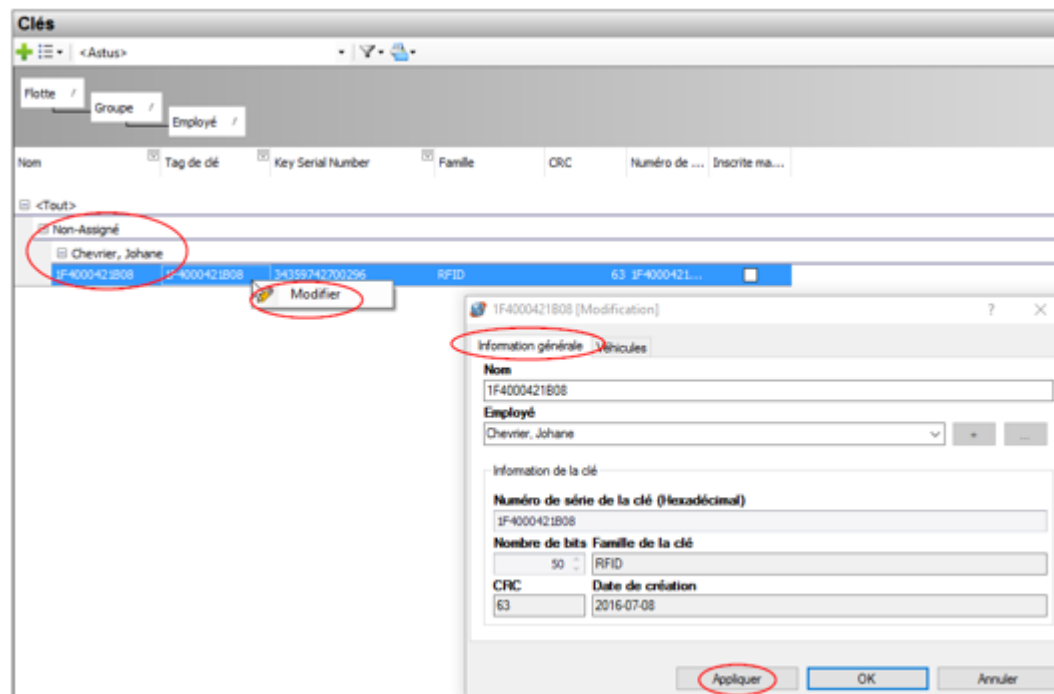 Clés
<Astus>
Flotte /
Groupe /
Employé /
Nom Tag de clé Key Serial Number Famille CRC Numéro de ... Inscrite ma...
<Tout>
Non-Assigné
Chevrier, Johane
1F4000421B08 1F4000421B08 34359742700296 RFID 63 1F4000421...
Modifier
1F4000421B08 [Modification] ?
Information générale Véhicules
Nom
1F4000421B08
Employé
Chevrier, Johane
+ ...
Information de la clé
Numéro de série de la clé (Hexadécimal)
1F4000421B08
Nombre de bits Famille de la clé
50 RFID
CRC Date de création
63 2016-07-08
Appliquer OK Annuler